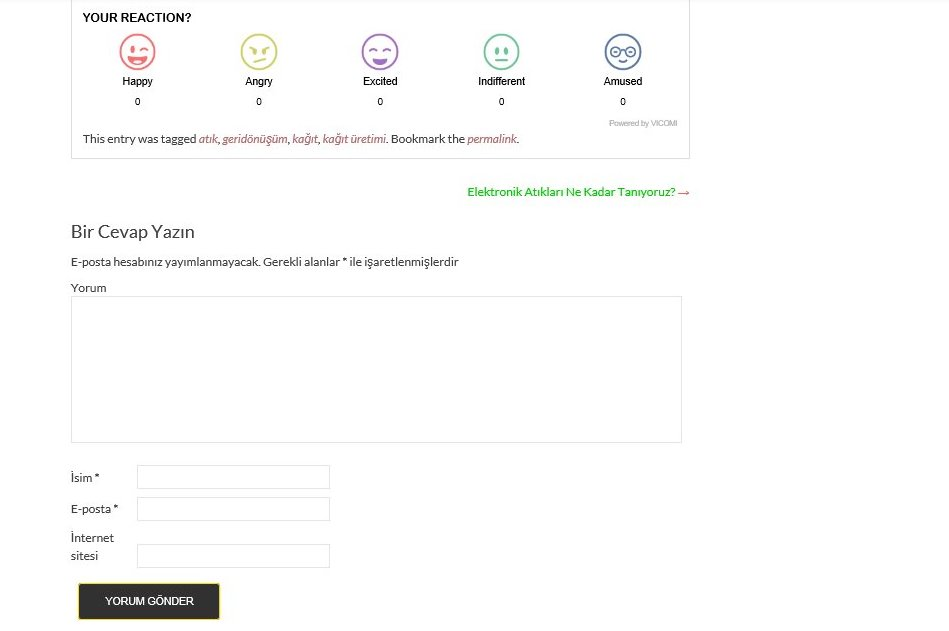 YOUR REACTION?
Happy Angry Excited Indifferent Amused
0 0 0 0 0
Powered by VICOMI
This entry was tagged atık, geridönüşüm, kağıt, kağıt üretimi. Bookmark the permalink.
Elektronik Atıkları Ne Kadar Tanıyoruz? →
Bir Cevap Yazın
E-posta hesabınız yayımlanmayacak. Gerekli alanlar * ile işaretlenmişlerdir
Yorum
İsim *
E-posta *
İnternet
sitesi
YORUM GÖNDER